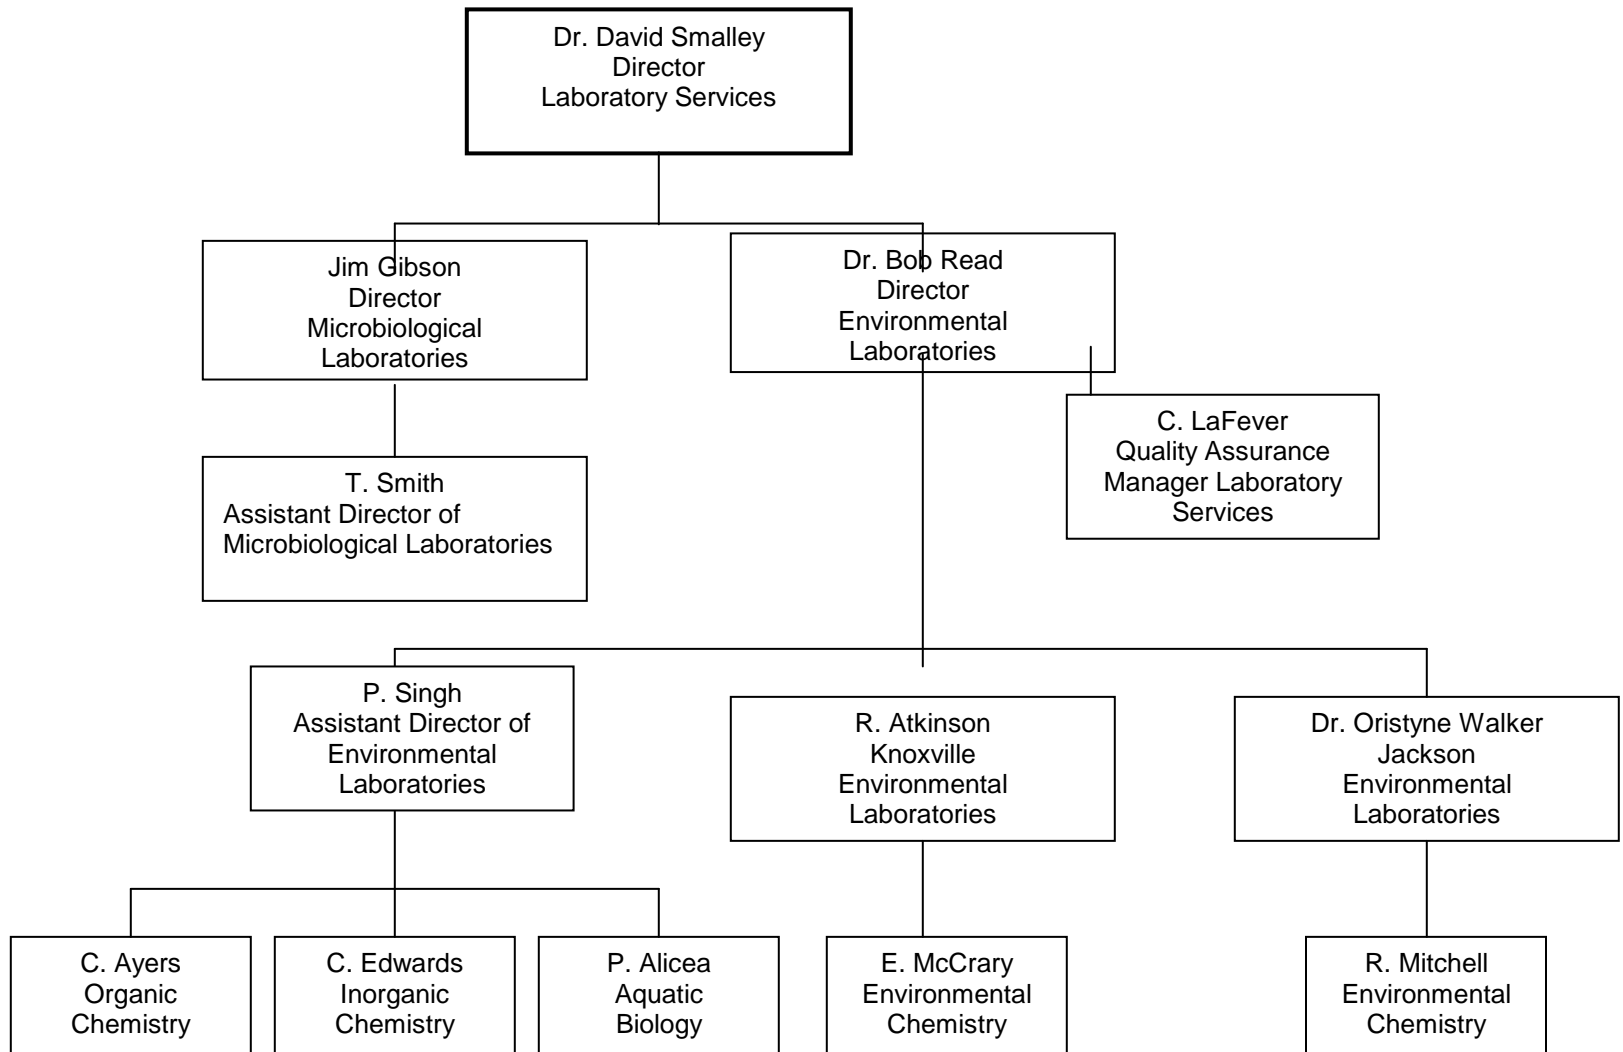 Dr. David Smalley
Director
Laboratory Services
Jim Gibson
Director
Microbiological
Laboratories
Dr. Bob Read
Director
Environmental
Laboratories
C. LaFever
Quality Assurance
Manager Laboratory
Services
T. Smith
Assistant Director of
Microbiological Laboratories
P. Singh
Assistant Director of
Environmental
Laboratories
R. Atkinson
Knoxville
Environmental
Laboratories
Dr. Oristyne Walker
Jackson
Environmental
Laboratories
C. Ayers
Organic
Chemistry
C. Edwards
Inorganic
Chemistry
P. Alicea
Aquatic
Biology
E. McCrary
Environmental
Chemistry
R. Mitchell
Environmental
Chemistry